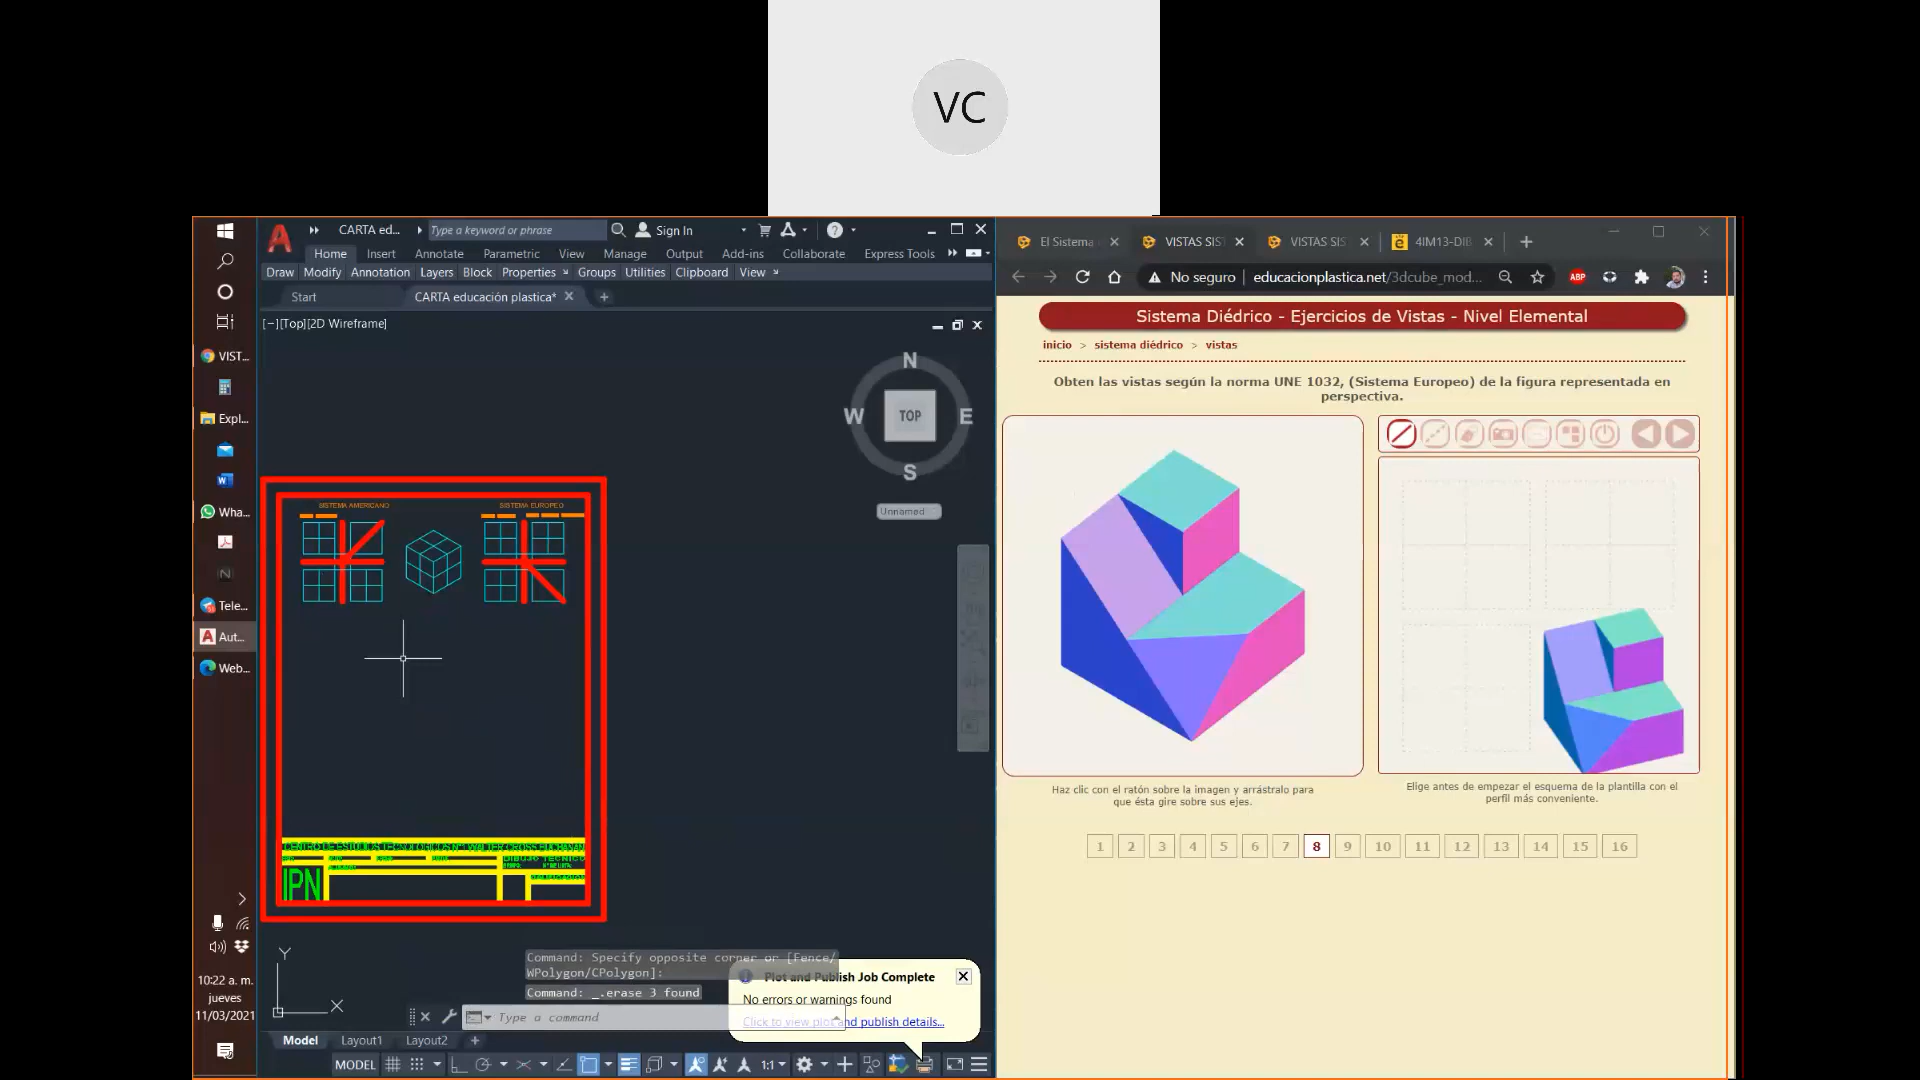 VC
CARTA ed...
Type a keyword or phrase
Sign In
Home Insert Annotate Parametric View Manage Output Add-ins Collaborate Express Tools
Draw Modify Annotation Layers Block Properties Groups Utilities Clipboard View
Start
CARTA educación plastica*
[−][Top][2D Wireframe]
N
W
TOP
E
S
Unnamed
SISTEMA AMERICANO
SISTEMA EUROPEO
IPN
Y
X
Command: Specify opposite corner or [Fence/
WPolygon/CPolygon]:
Command: _.erase 3 found
Type a command
Plot and Publish Job Complete
No errors or warnings found
Click to view plot and publish details...
Model Layout1 Layout2
MODEL
1:1
VIST...
Expl...
Wha...
Tele...
Aut...
Web...
10:22 a. m.
jueves
11/03/2021
El Sistema
VISTAS SIS
VISTAS SIS
4IM13-DIB
No seguro
educacionplastica.net/3dcube_mod...
ABP
Sistema Diédrico - Ejercicios de Vistas - Nivel Elemental
inicio > sistema diédrico > vistas
Obten las vistas según la norma UNE 1032, (Sistema Europeo) de la figura representada en
perspectiva.
Haz clic con el ratón sobre la imagen y arrástralo para
que ésta gire sobre sus ejes.
Elige antes de empezar el esquema de la plantilla con el
perfil más conveniente.
1 2 3 4 5 6 7 8 9 10 11 12 13 14 15 16